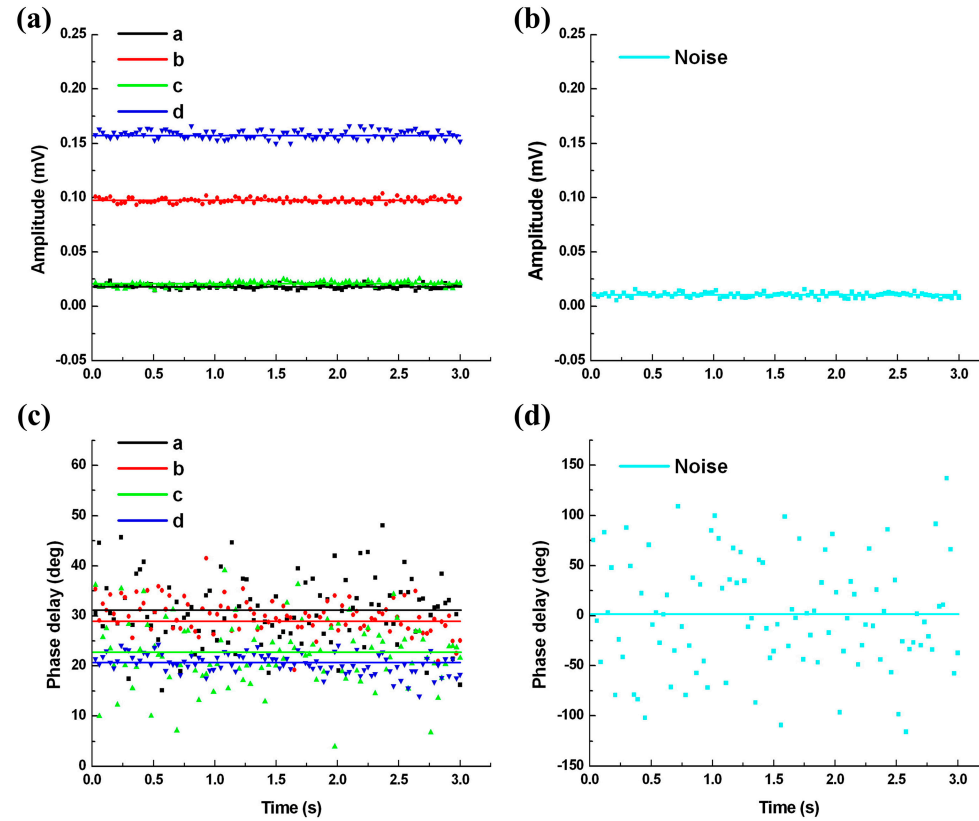 (a)
a
b
c
d
0.25
0.20
0.15
0.10
0.05
0.00
-0.05
Amplitude (mV)
0.0 0.5 1.0 1.5 2.0 2.5 3.0
(b)
Noise
0.25
0.20
0.15
0.10
0.05
0.00
-0.05
Amplitude (mV)
0.0 0.5 1.0 1.5 2.0 2.5 3.0
(c)
a
b
c
d
60
50
40
30
20
10
0
Phase delay (deg)
0.0 0.5 1.0 1.5 2.0 2.5 3.0
Time (s)
(d)
Noise
150
100
50
0
-50
-100
-150
Phase delay (deg)
0.0 0.5 1.0 1.5 2.0 2.5 3.0
Time (s)